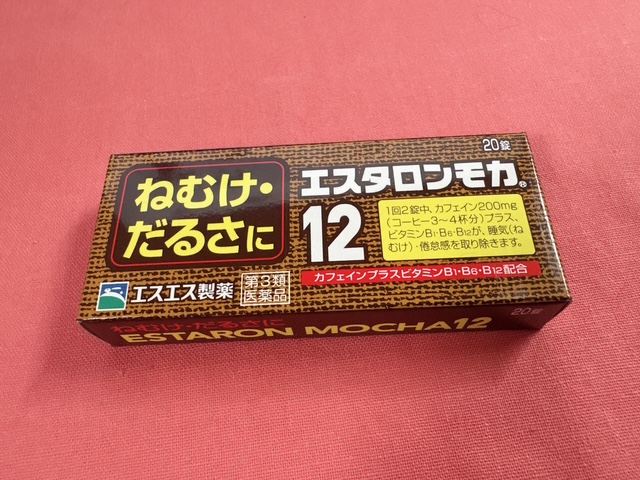 20錠
ねむけ・
だるさに
エスタロンモカ®
12
1回2錠中、カフェイン200mg
(コーヒー3〜4杯分)プラス、
ビタミンB1・B6・B12が、睡気(ね
むけ)・倦怠感を取り除きます。
カフェインプラスビタミンB1・B6・B12配合
エスエス製薬
第3類
医薬品
ねむけ・だるさに
ESTARON MOCHA12
20錠